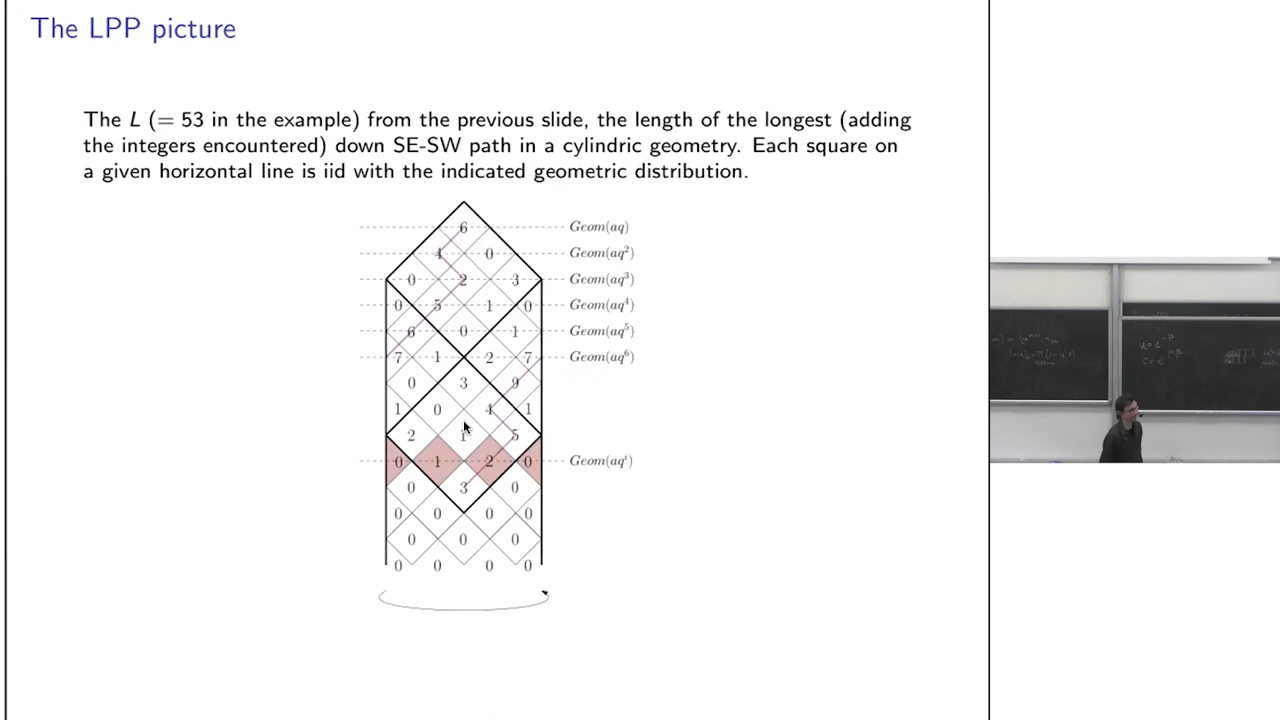 The LPP picture
The L (= 53 in the example) from the previous slide, the length of the longest (adding
the integers encountered) down SE-SW path in a cylindric geometry. Each square on
a given horizontal line is iid with the indicated geometric distribution.
6 Geom(aq)
4 0 Geom(aq²)
0 2 3 Geom(aq³)
0 5 1 0 Geom(aq⁴)
6 0 1 Geom(aq⁵)
7 1 2 7 Geom(aq⁶)
0 3 9
1 0 4 1
2 1 5
0 1 2 0 Geom(aqⁱ)
0 3 0
0 0 0 0
0 0 0
0 0 0 0